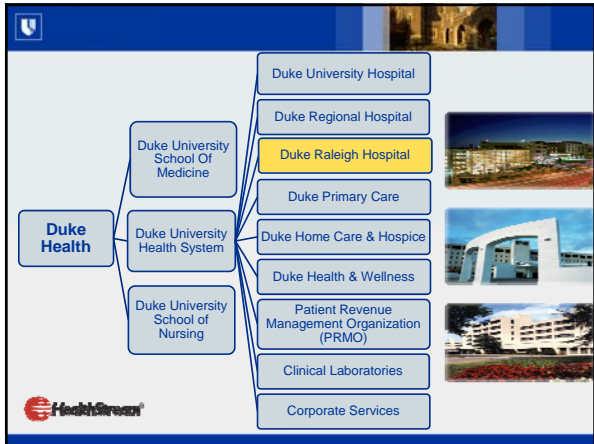 Duke
Health
Duke University
School Of
Medicine
Duke University
Health System
Duke University
School of
Nursing
Duke University Hospital
Duke Regional Hospital
Duke Raleigh Hospital
Duke Primary Care
Duke Home Care & Hospice
Duke Health & Wellness
Patient Revenue
Management Organization
(PRMO)
Clinical Laboratories
Corporate Services
HealthStream